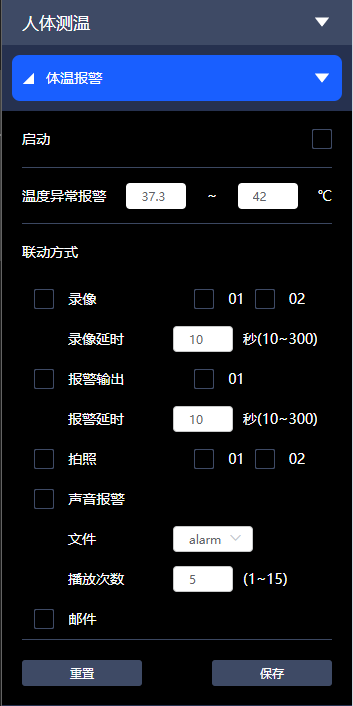 人体测温
体温报警
启动
温度异常报警 37.3 ~ 42 ℃
联动方式
录像 01 02
录像延时 10 秒(10~300)
报警输出 01
报警延时 10 秒(10~300)
拍照 01 02
声音报警
文件 alarm
播放次数 5 (1~15)
邮件
重置 保存